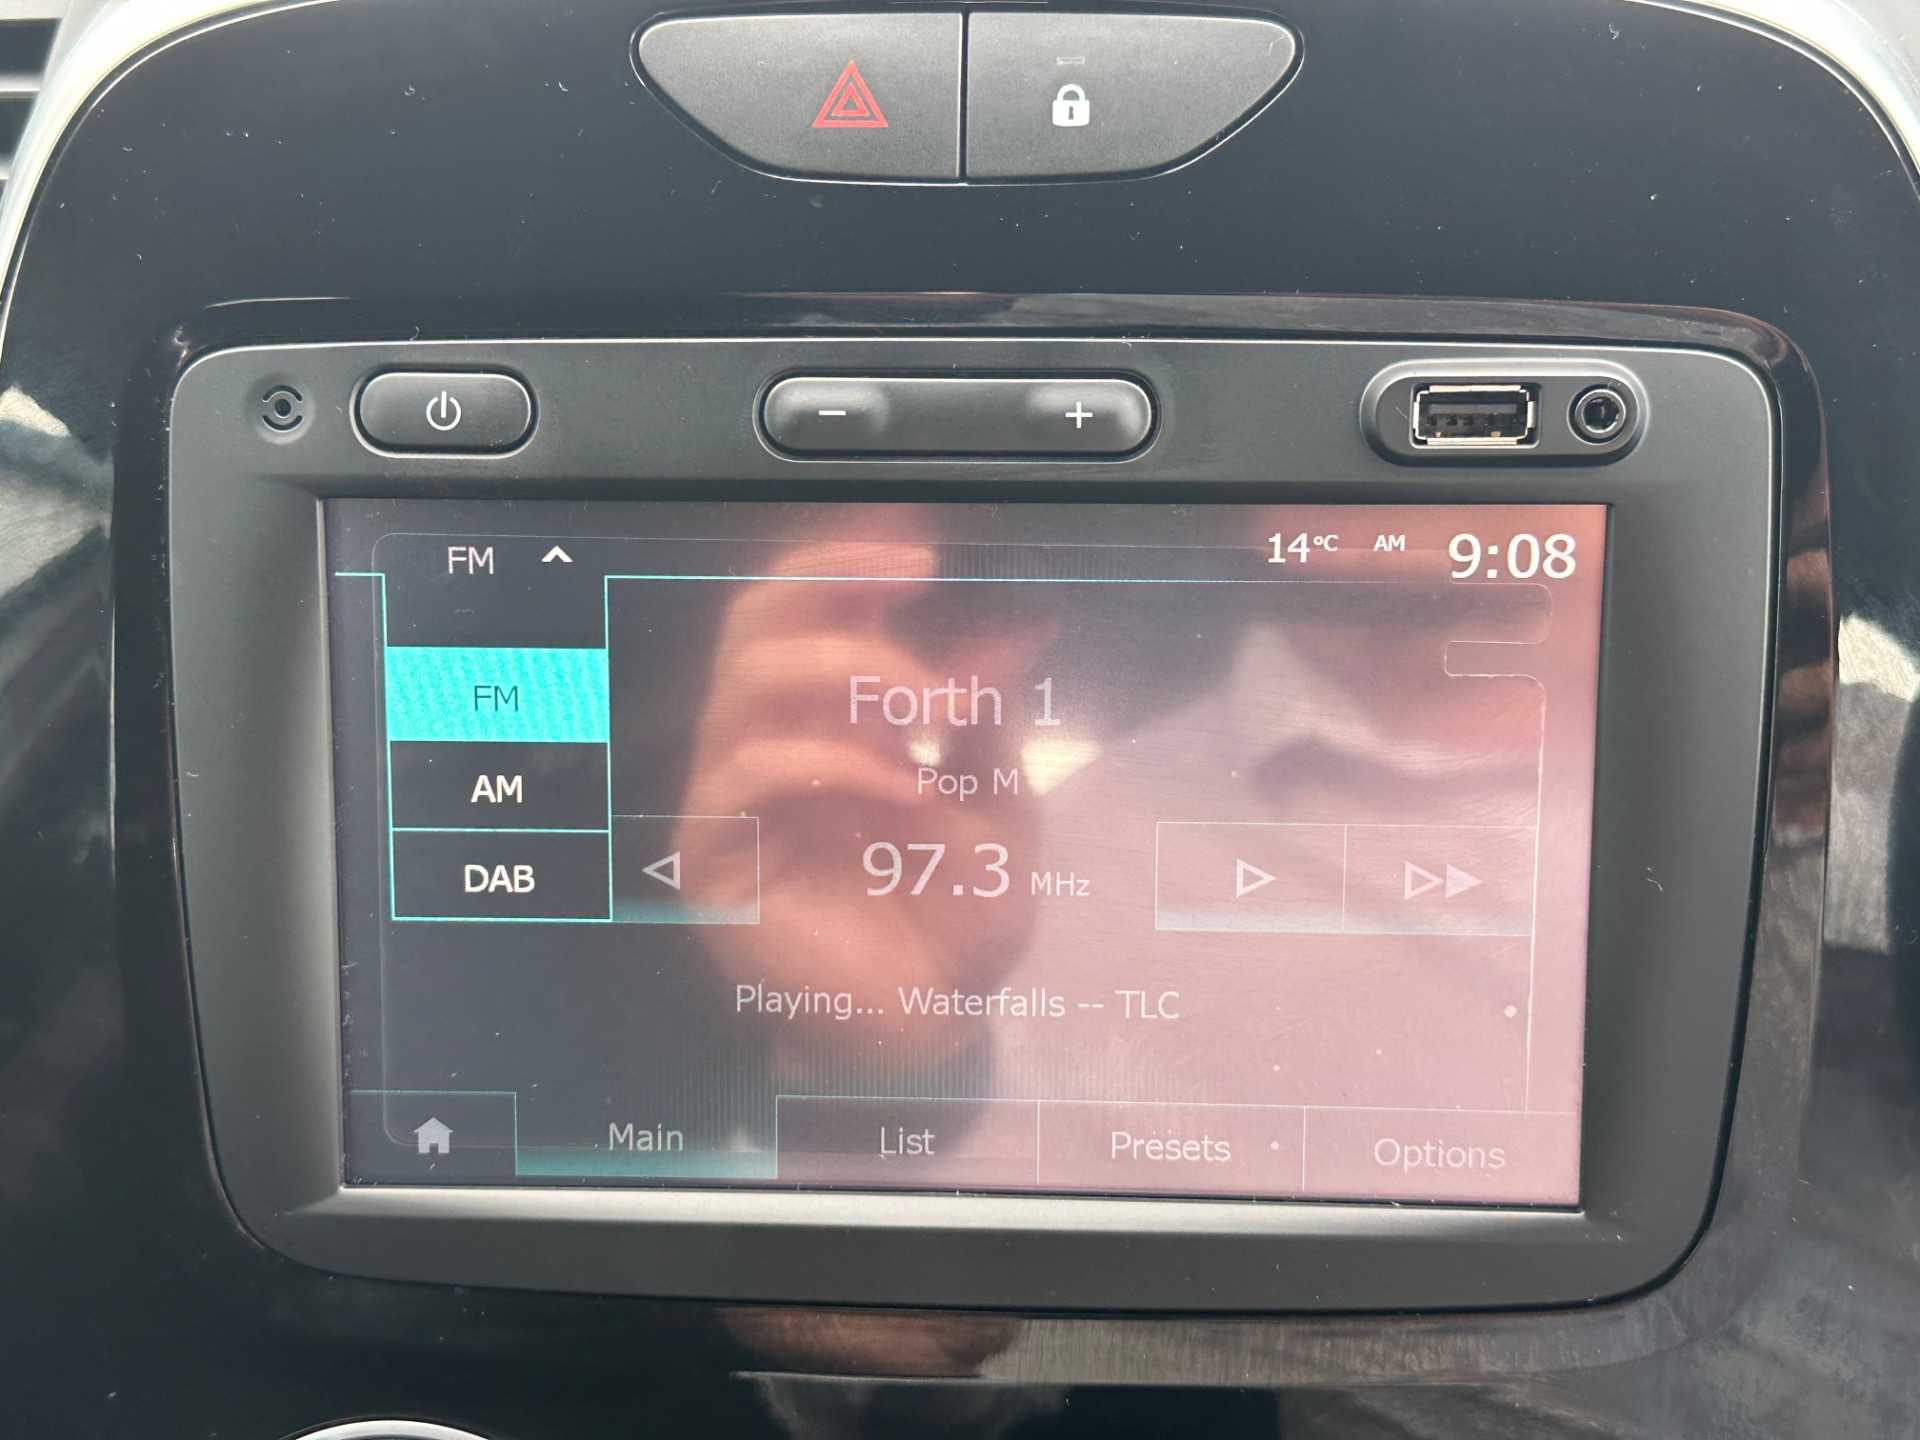 FM
14°C AM 9:08
FM
AM
DAB
Forth 1
Pop M
97.3 MHz
Playing... Waterfalls -- TLC
Main
List
Presets
Options